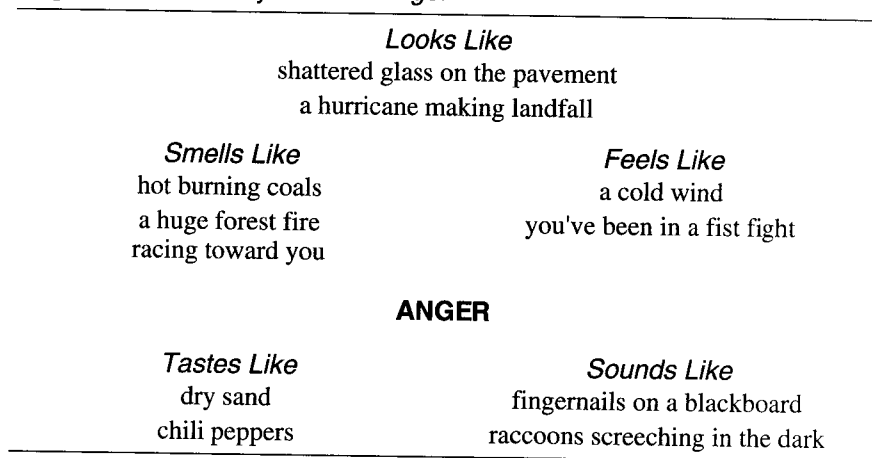 Looks Like
shattered glass on the pavement
a hurricane making landfall
Smells Like
hot burning coals
a huge forest fire
racing toward you
Feels Like
a cold wind
you've been in a fist fight
ANGER
Tastes Like
dry sand
chili peppers
Sounds Like
fingernails on a blackboard
raccoons screeching in the dark